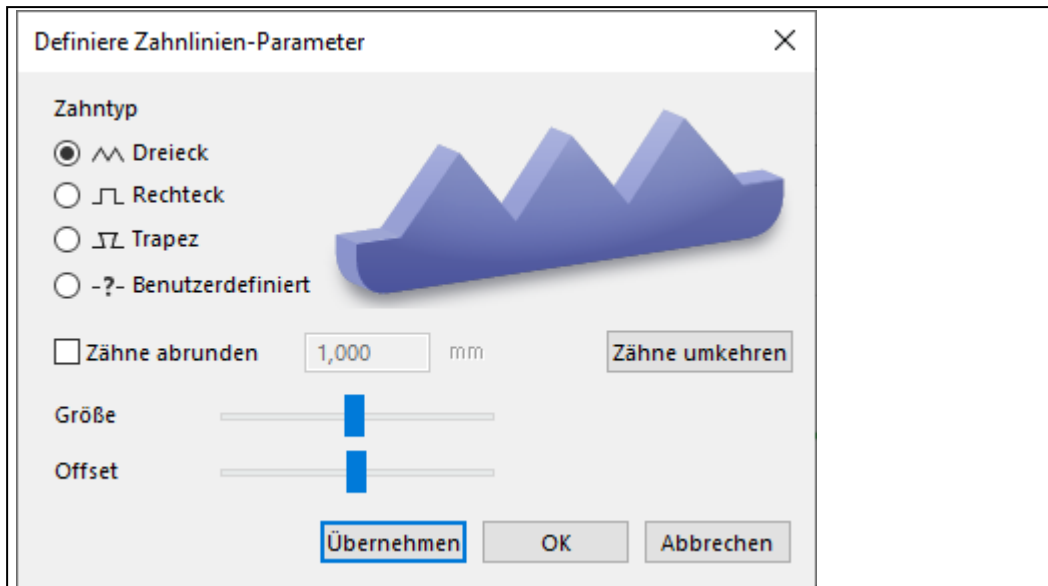 Definiere Zahnlinien-Parameter
Zahntyp
Dreieck
Rechteck
Trapez
-?- Benutzerdefiniert
Zähne abrunden 1,000 mm Zähne umkehren
Größe
Offset
Übernehmen OK Abbrechen